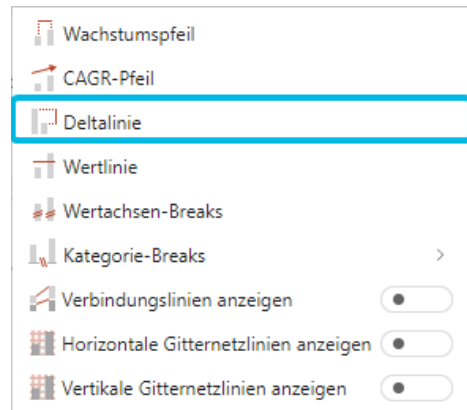 Wachstumspfeil
CAGR-Pfeil
Deltalinie
Wertlinie
Wertachsen-Breaks
Kategorie-Breaks
Verbindungslinien anzeigen
Horizontale Gitternetzlinien anzeigen
Vertikale Gitternetzlinien anzeigen